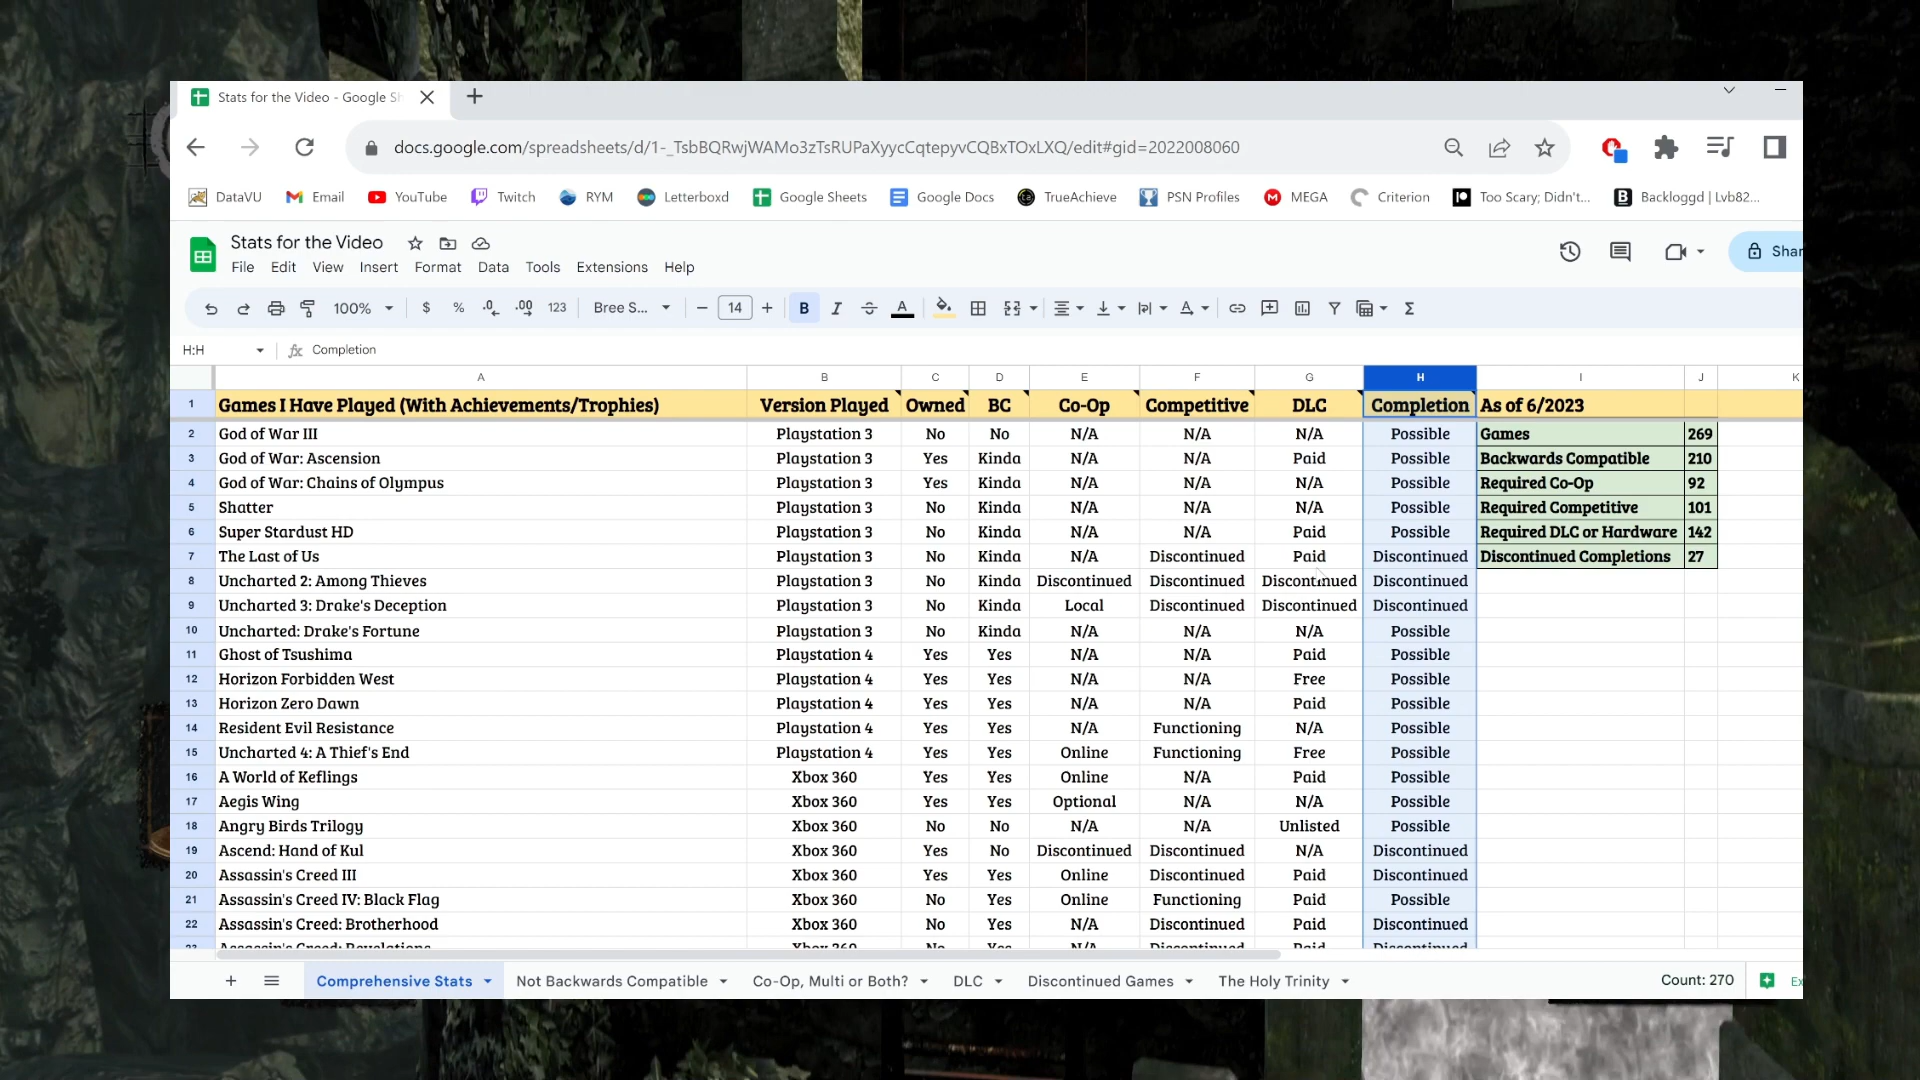 Stats for the Video - Google Sh
docs.google.com/spreadsheets/d/1-_TsbBQRwjWAMo3zTsRUPaXyycCqtepyvCQBxTOxLXQ/edit#gid=2022008060
DataVU Email YouTube Twitch RYM Letterboxd Google Sheets Google Docs TrueAchieve PSN Profiles MEGA Criterion Too Scary; Didn't... Backloggd | Lvb82...
Stats for the Video
File Edit View Insert Format Data Tools Extensions Help
Shar
100% $ % .0 .00 123 Bree S... 14 B I A
H:H fx Completion
A B C D E F G H I J K
1 Games I Have Played (With Achievements/Trophies) Version Played Owned BC Co-Op Competitive DLC Completion As of 6/2023
2 God of War III Playstation 3 No No N/A N/A N/A Possible Games 269
3 God of War: Ascension Playstation 3 Yes Kinda N/A N/A Paid Possible Backwards Compatible 210
4 God of War: Chains of Olympus Playstation 3 Yes Kinda N/A N/A N/A Possible Required Co-Op 92
5 Shatter Playstation 3 No Kinda N/A N/A N/A Possible Required Competitive 101
6 Super Stardust HD Playstation 3 No Kinda N/A N/A Paid Possible Required DLC or Hardware 142
7 The Last of Us Playstation 3 No Kinda N/A Discontinued Paid Discontinued Discontinued Completions 27
8 Uncharted 2: Among Thieves Playstation 3 No Kinda Discontinued Discontinued Discontinued Discontinued
9 Uncharted 3: Drake's Deception Playstation 3 No Kinda Local Discontinued Discontinued Discontinued
10 Uncharted: Drake's Fortune Playstation 3 No Kinda N/A N/A N/A Possible
11 Ghost of Tsushima Playstation 4 Yes Yes N/A N/A Paid Possible
12 Horizon Forbidden West Playstation 4 Yes Yes N/A N/A Free Possible
13 Horizon Zero Dawn Playstation 4 Yes Yes N/A N/A Paid Possible
14 Resident Evil Resistance Playstation 4 Yes Yes N/A Functioning N/A Possible
15 Uncharted 4: A Thief's End Playstation 4 Yes Yes Online Functioning Free Possible
16 A World of Keflings Xbox 360 Yes Yes Online N/A Paid Possible
17 Aegis Wing Xbox 360 Yes Yes Optional N/A N/A Possible
18 Angry Birds Trilogy Xbox 360 No No N/A N/A Unlisted Possible
19 Ascend: Hand of Kul Xbox 360 Yes No Discontinued Discontinued N/A Discontinued
20 Assassin's Creed III Xbox 360 Yes Yes Online Discontinued Paid Discontinued
21 Assassin's Creed IV: Black Flag Xbox 360 No Yes Online Functioning Paid Possible
22 Assassin's Creed: Brotherhood Xbox 360 No Yes N/A Discontinued Paid Discontinued
23 Assassin's Creed: Revelations Xbox 360 No Yes N/A Discontinued Paid Discontinued
Comprehensive Stats Not Backwards Compatible Co-Op, Multi or Both? DLC Discontinued Games The Holy Trinity Count: 270 Ex